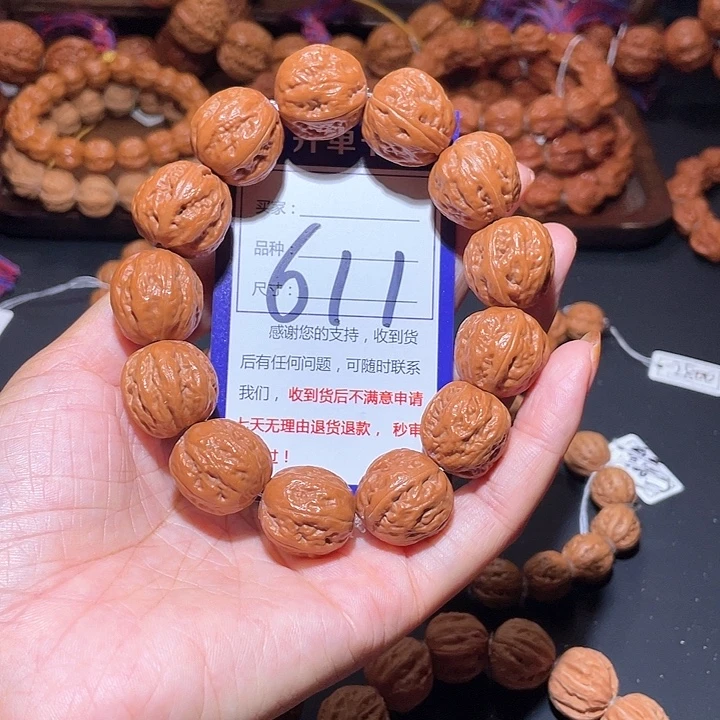 买家：
品种：
尺寸：
611
感谢您的支持，收到货
后有任何问题，可随时联系
我们，收到货后不满意申请
七天无理由退货退款，秒审
过！